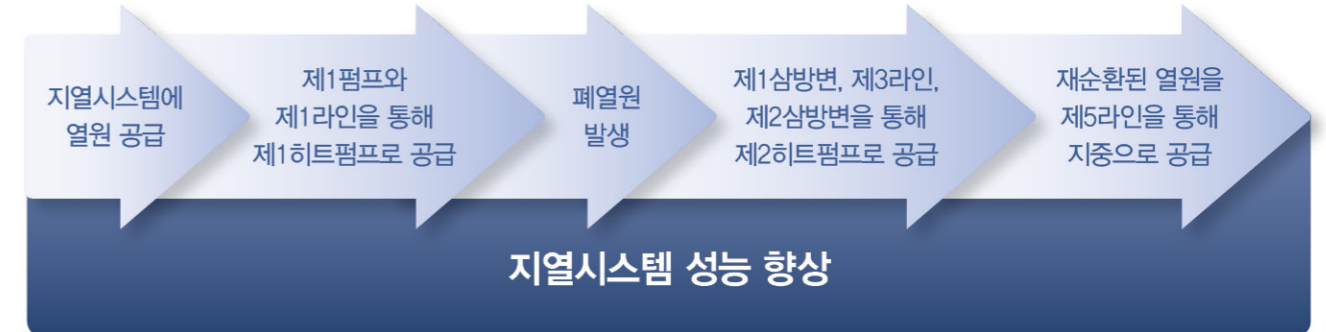 지열시스템에
열원 공급
제1펌프와
제1라인을 통해
제1히트펌프로 공급
폐열원
발생
제1삼방변, 제3라인,
제2삼방변을 통해
제2히트펌프로 공급
재순환된 열원을
제5라인을 통해
지중으로 공급
지열시스템 성능 향상